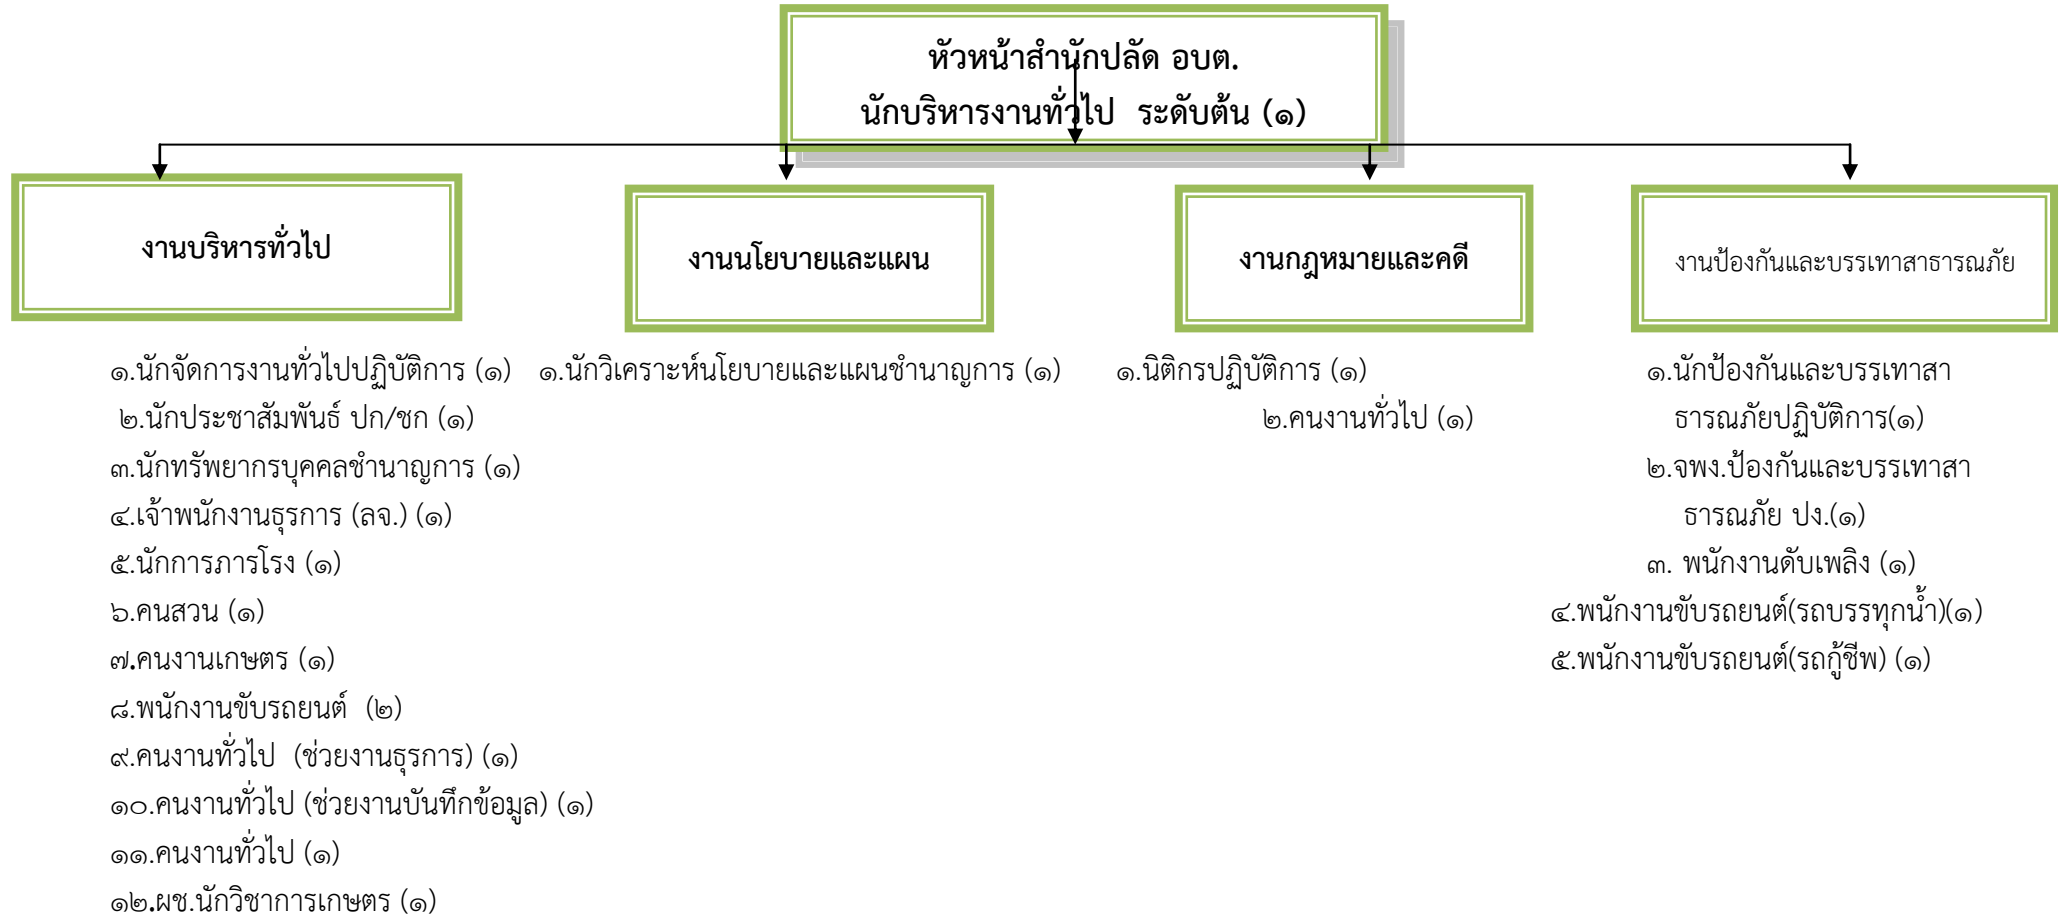 หัวหน้าสำนักปลัด อบต.
นักบริหารงานทั่วไป  ระดับต้น (๑)
งานบริหารทั่วไป
งานนโยบายและแผน
งานกฎหมายและคดี
งานป้องกันและบรรเทาสาธารณภัย
๑.นักจัดการงานทั่วไปปฏิบัติการ (๑)
๒.นักประชาสัมพันธ์ ปก/ชก (๑)
๓.นักทรัพยากรบุคคลชำนาญการ (๑)
๔.เจ้าพนักงานธุรการ (ลจ.) (๑)
๕.นักการภารโรง (๑)
๖.คนสวน (๑)
๗.คนงานเกษตร (๑)
๘.พนักงานขับรถยนต์  (๒)
๙.คนงานทั่วไป  (ช่วยงานธุรการ) (๑)
๑๐.คนงานทั่วไป (ช่วยงานบันทึกข้อมูล) (๑)
๑๑.คนงานทั่วไป (๑)
๑๒.ผช.นักวิชาการเกษตร (๑)
๑.นักวิเคราะห์นโยบายและแผนชำนาญการ (๑)
๑.นิติกรปฏิบัติการ (๑)
๒.คนงานทั่วไป (๑)
๑.นักป้องกันและบรรเทาสา
ธารณภัยปฏิบัติการ(๑)
๒.จพง.ป้องกันและบรรเทาสา
ธารณภัย ปง.(๑)
๓. พนักงานดับเพลิง (๑)
๔.พนักงานขับรถยนต์(รถบรรทุกน้ำ)(๑)
๕.พนักงานขับรถยนต์(รถกู้ชีพ) (๑)